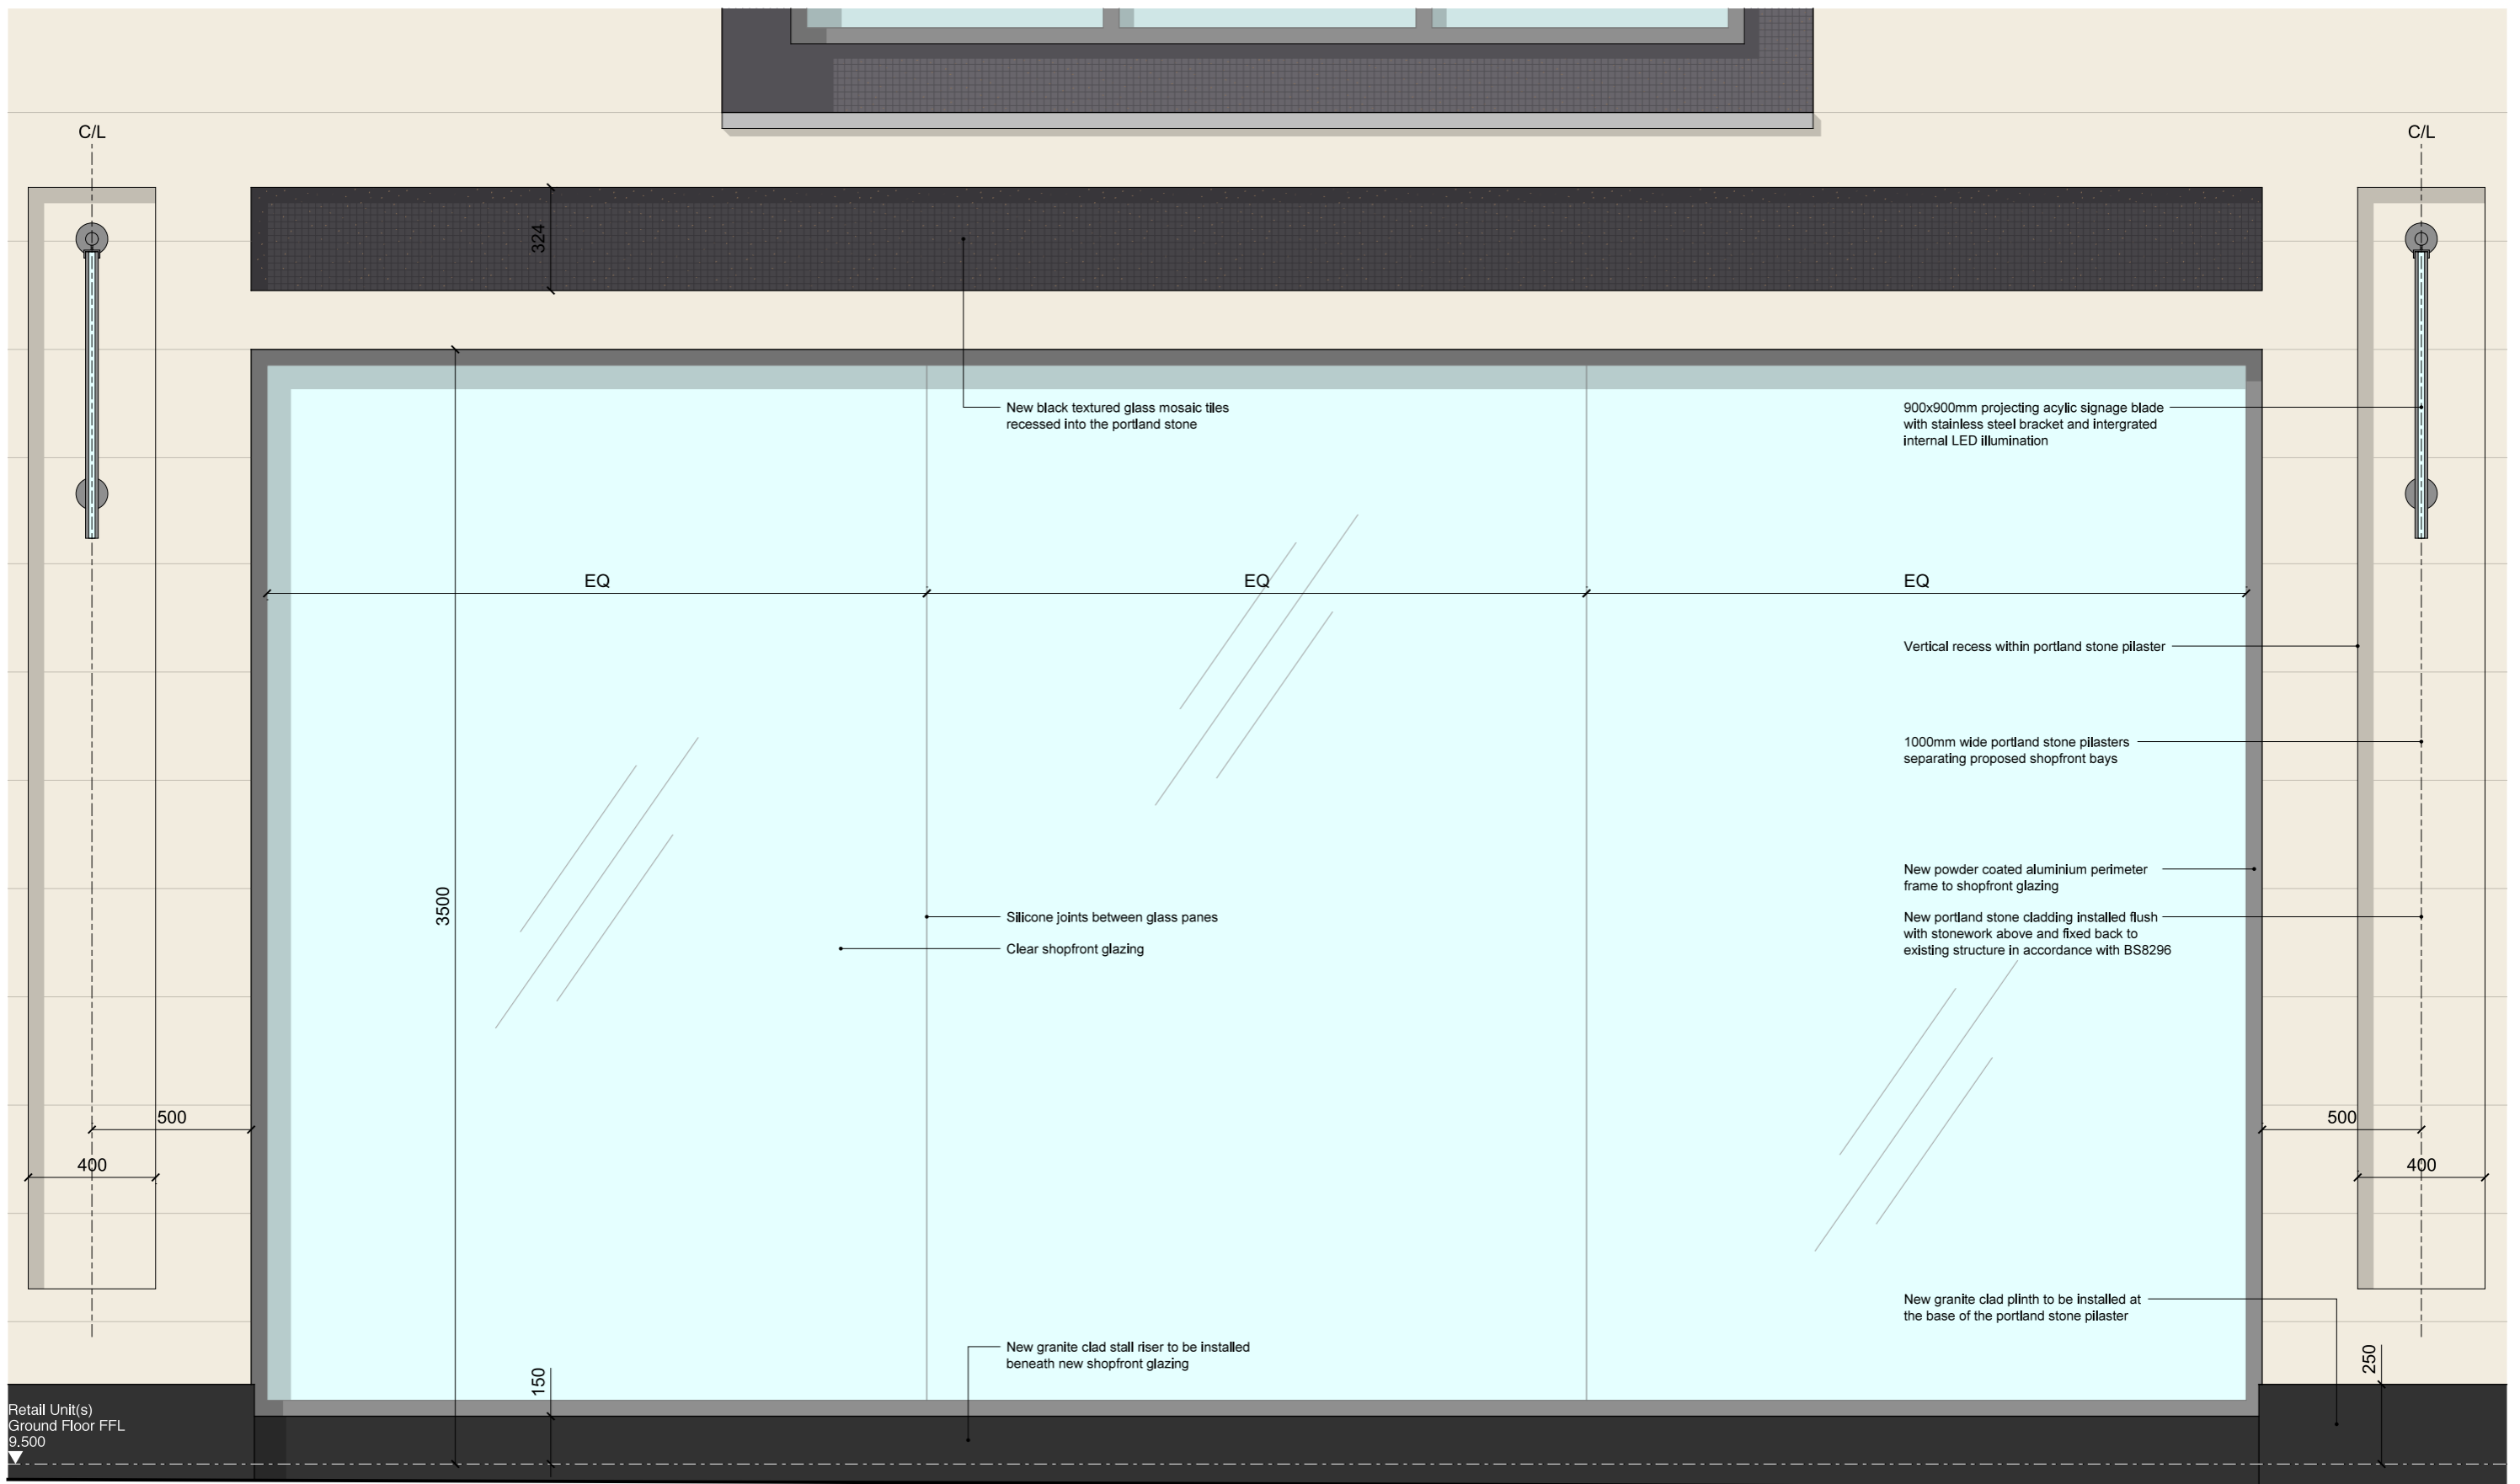 C/L
C/L
324
New black textured glass mosaic tiles
recessed into the portland stone
900x900mm projecting acylic signage blade
with stainless steel bracket and intergrated
internal LED illumination
EQ
EQ
EQ
Vertical recess within portland stone pilaster
1000mm wide portland stone pilasters
separating proposed shopfront bays
3500
New powder coated aluminium perimeter
frame to shopfront glazing
Silicone joints between glass panes
Clear shopfront glazing
New portland stone cladding installed flush
with stonework above and fixed back to
existing structure in accordance with BS8296
500
500
400
400
New granite clad plinth to be installed at
the base of the portland stone pilaster
New granite clad stall riser to be installed
beneath new shopfront glazing
150
250
Retail Unit(s)
Ground Floor FFL
9.500